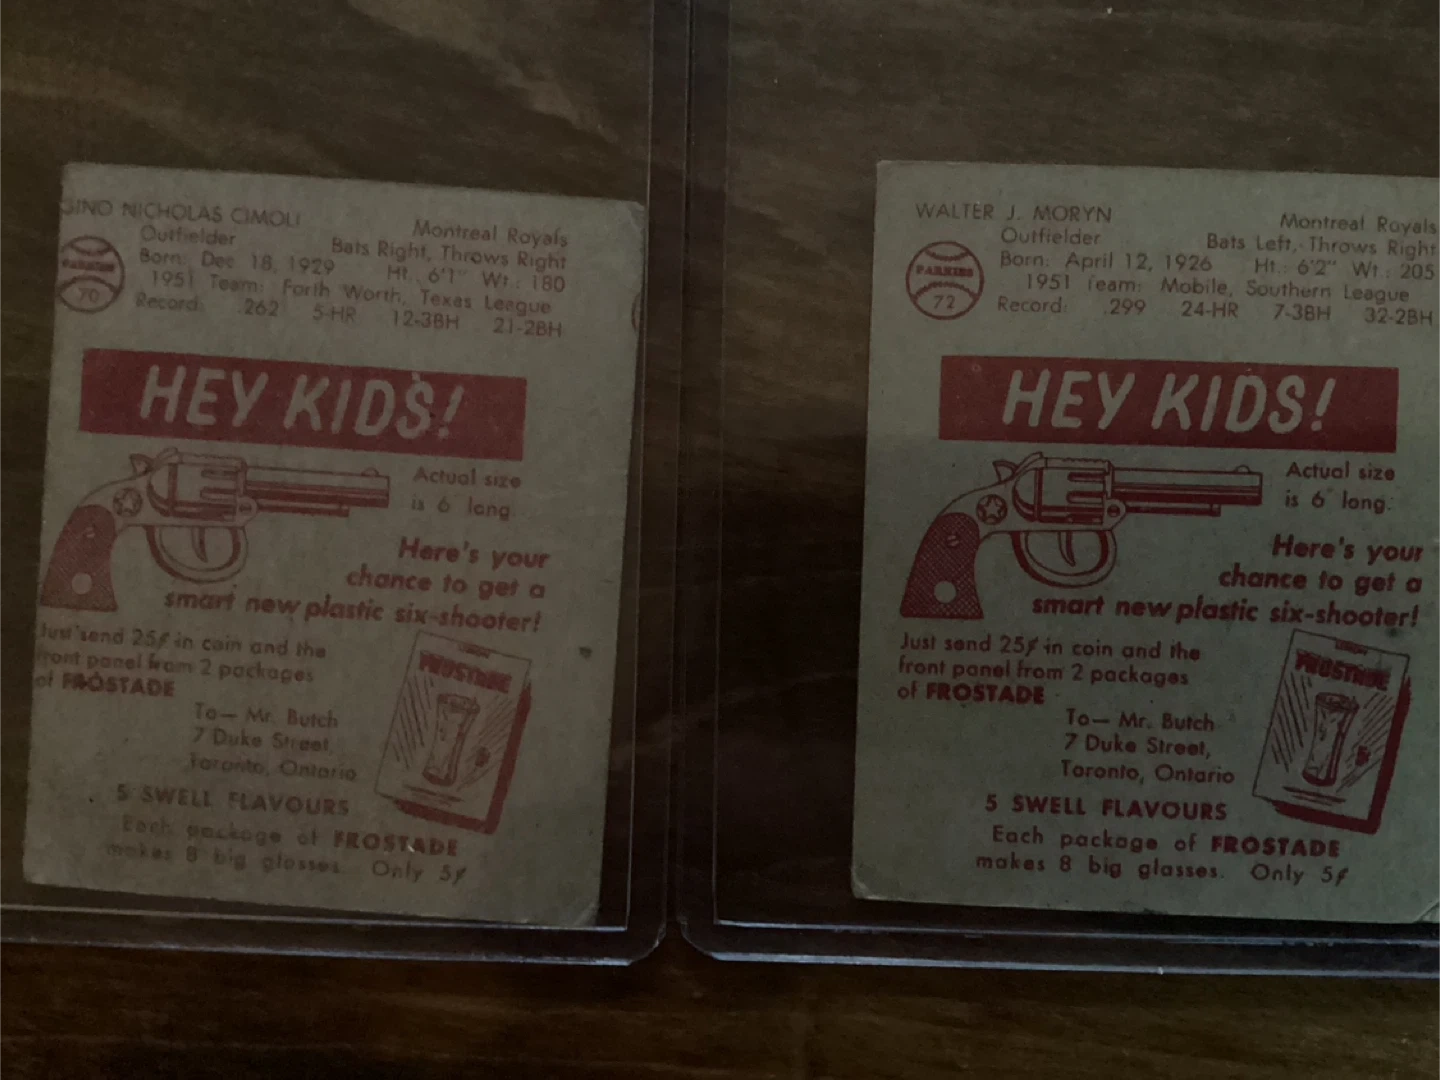 GINO NICHOLAS CIMOLI
Montreal Royals
Outfielder
Bats Right, Throws Right
Born: Dec 18, 1929 Ht. 6'1" Wt.: 180
1951 Team: Forth Worth, Texas League
Record: .262 5-HR 12-3BH 21-2BH
PARKIES
70
HEY KIDS!
Actual size
is 6" long.
Here's your
chance to get a
smart new plastic six-shooter!
Just send 25¢ in coin and the
front panel from 2 packages
of FROSTADE
To— Mr. Butch
7 Duke Street,
Toronto, Ontario
FROSTADE
5 SWELL FLAVOURS
Each package of FROSTADE
makes 8 big glasses. Only 5¢
WALTER J. MORYN
Montreal Royals
Outfielder
Bats Left, Throws Right
Born: April 12, 1926 Ht.: 6'2" Wt.: 205
1951 Team: Mobile, Southern League
Record: .299 24-HR 7-3BH 32-2BH
PARKIES
72
HEY KIDS!
Actual size
is 6" long.
Here's your
chance to get a
smart new plastic six-shooter!
Just send 25¢ in coin and the
front panel from 2 packages
of FROSTADE
To— Mr. Butch
7 Duke Street,
Toronto, Ontario
FROSTADE
5 SWELL FLAVOURS
Each package of FROSTADE
makes 8 big glasses. Only 5¢